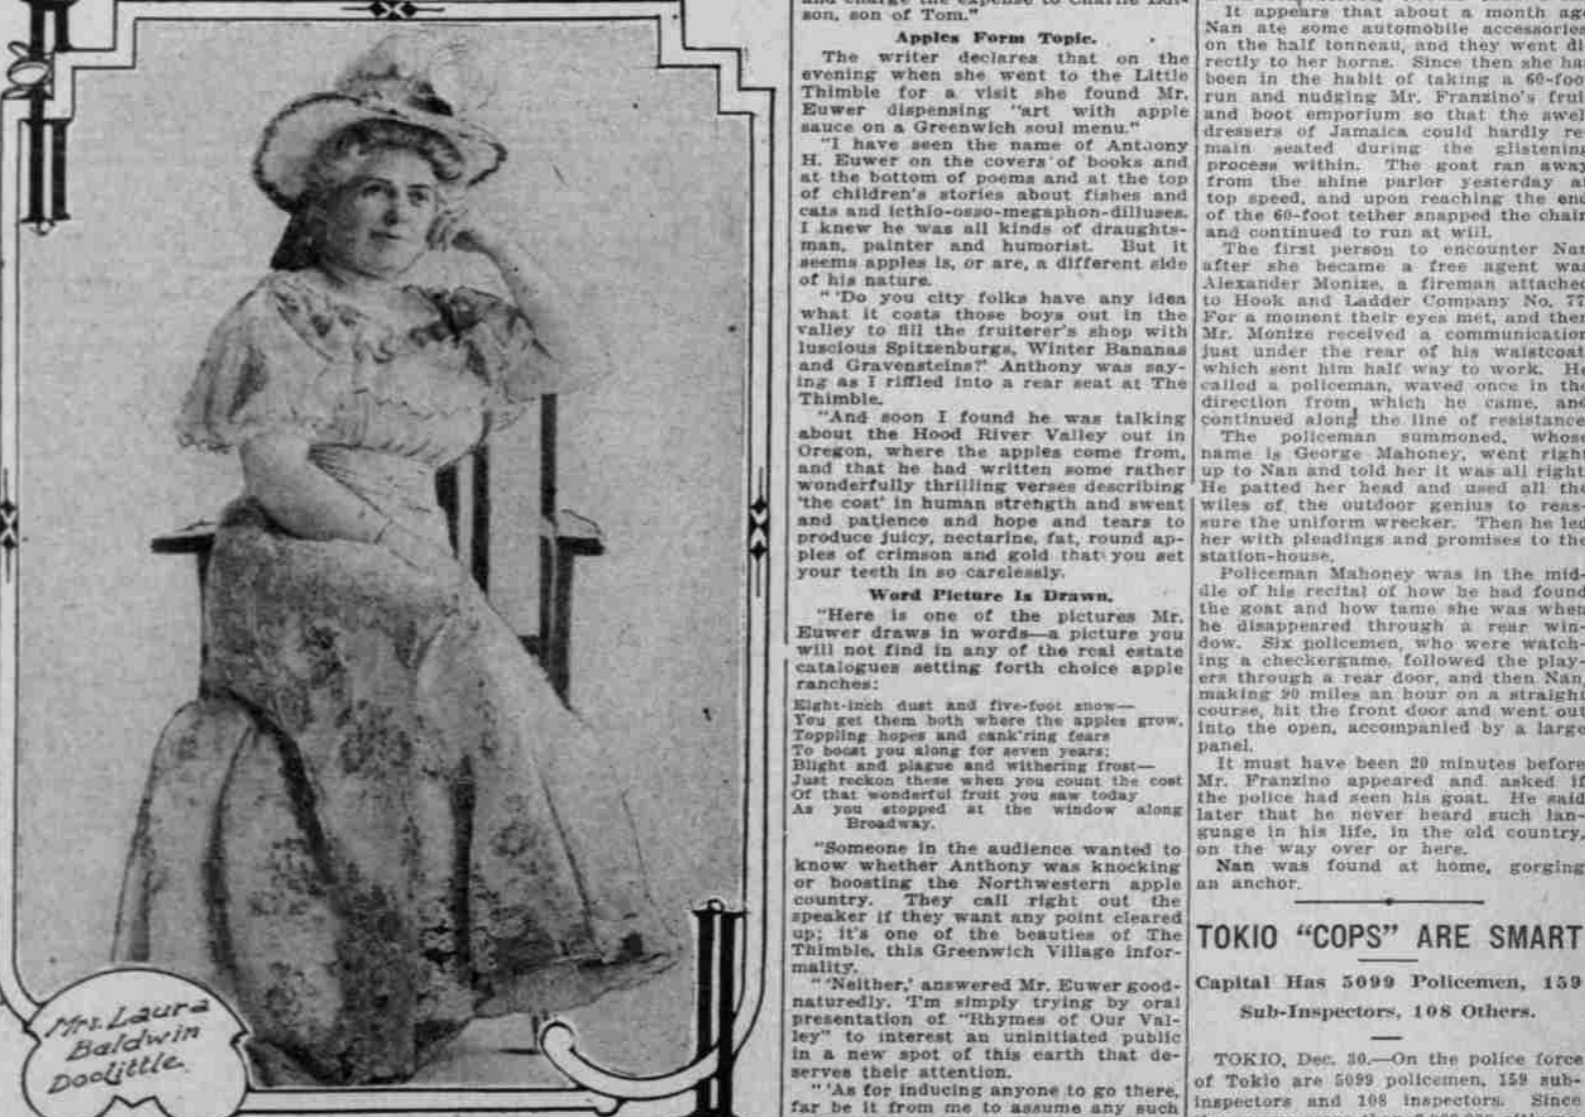 Mrs. Laura
Baldwin
Doolittle.
and charge the expense to Charlie Edi-
son, son of Tom."
Apples Form Topic.
The writer declares that on the
evening when she went to the Little
Thimble for a visit she found Mr.
Euwer dispensing "art with apple
sauce on a Greenwich soul menu."
"I have seen the name of Anthony
H. Euwer on the covers of books and
at the bottom of poems and at the top
of children's stories about fishes and
cats and icthio-osso-megaphon-dilluses.
I knew he was all kinds of draughts-
man, painter and humorist. But it
seems apples is, or are, a different side
of his nature.
"'Do you city folks have any idea
what it costs those boys out in the
valley to fill the fruiterer's shop with
luscious Spitzenburgs, Winter Bananas
and Gravensteins?' Anthony was say-
ing as I riffled into a rear seat at The
Thimble.
"And soon I found he was talking
about the Hood River Valley out in
Oregon, where the apples come from,
and that he had written some rather
wonderfully thrilling verses describing
'the cost' in human strength and sweat
and patience and hope and tears to
produce juicy, nectarine, fat, round ap-
ples of crimson and gold that you set
your teeth in so carelessly.
Word Picture Is Drawn.
"Here is one of the pictures Mr.
Euwer draws in words—a picture you
will not find in any of the real estate
catalogues setting forth choice apple
ranches:
Eight-inch dust and five-foot snow—
You get them both where the apples grow,
Toppling hopes and cank'ring fears
To boost you along for seven years;
Blight and plague and withering frost—
Just reckon these when you count the cost
Of that wonderful fruit you saw today
As you stopped at the window along
Broadway.
"Someone in the audience wanted to
know whether Anthony was knocking
or boosting the Northwestern apple
country. They call right out the
speaker if they want any point cleared
up; it's one of the beauties of The
Thimble, this Greenwich Village infor-
mality.
"'Neither,' answered Mr. Euwer good-
naturedly. 'I'm simply trying by oral
presentation of "Rhymes of Our Val-
ley" to interest an uninitiated public
in a new spot of this earth that de-
serves their attention.
"'As for inducing anyone to go there,
far be it from me to assume any such
It appears that about a month ago
Nan ate some automobile accessories
on the half tonneau, and they went di
rectly to her horns. Since then she has
been in the habit of taking a 60-foot
run and nudging Mr. Franzino's fruit
and boot emporium so that the swell
dressers of Jamaica could hardly re
main seated during the glistening
process within. The goat ran away
from the shine parlor yesterday at
top speed, and upon reaching the end
of the 60-foot tether snapped the chain
and continued to run at will.
The first person to encounter Nan
after she became a free agent was
Alexander Monize, a fireman attached
to Hook and Ladder Company No. 77
For a moment their eyes met, and then
Mr. Monize received a communication
just under the rear of his waistcoat
which sent him half way to work. He
called a policeman, waved once in the
direction from which he came, and
continued along the line of resistance
The policeman summoned, whose
name is George Mahoney, went right
up to Nan and told her it was all right
He patted her head and used all the
wiles of the outdoor genius to reas-
sure the uniform wrecker. Then he led
her with pleadings and promises to the
station-house.
Policeman Mahoney was in the mid-
dle of his recital of how he had found
the goat and how tame she was when
he disappeared through a rear win-
dow. Six policemen, who were watch-
ing a checkergame, followed the play-
ers through a rear door, and then Nan,
making 90 miles an hour on a straight
course, hit the front door and went out
into the open, accompanied by a large
panel.
It must have been 20 minutes before
Mr. Franzino appeared and asked if
the police had seen his goat. He said
later that he never heard such lan-
guage in his life, in the old country,
on the way over or here.
Nan was found at home, gorging
an anchor.
TOKIO "COPS" ARE SMART
Capital Has 5099 Policemen, 159
Sub-Inspectors, 108 Others.
TOKIO, Dec. 30.—On the police force
of Tokio are 5099 policemen, 159 sub-
inspectors and 108 inspectors. Since